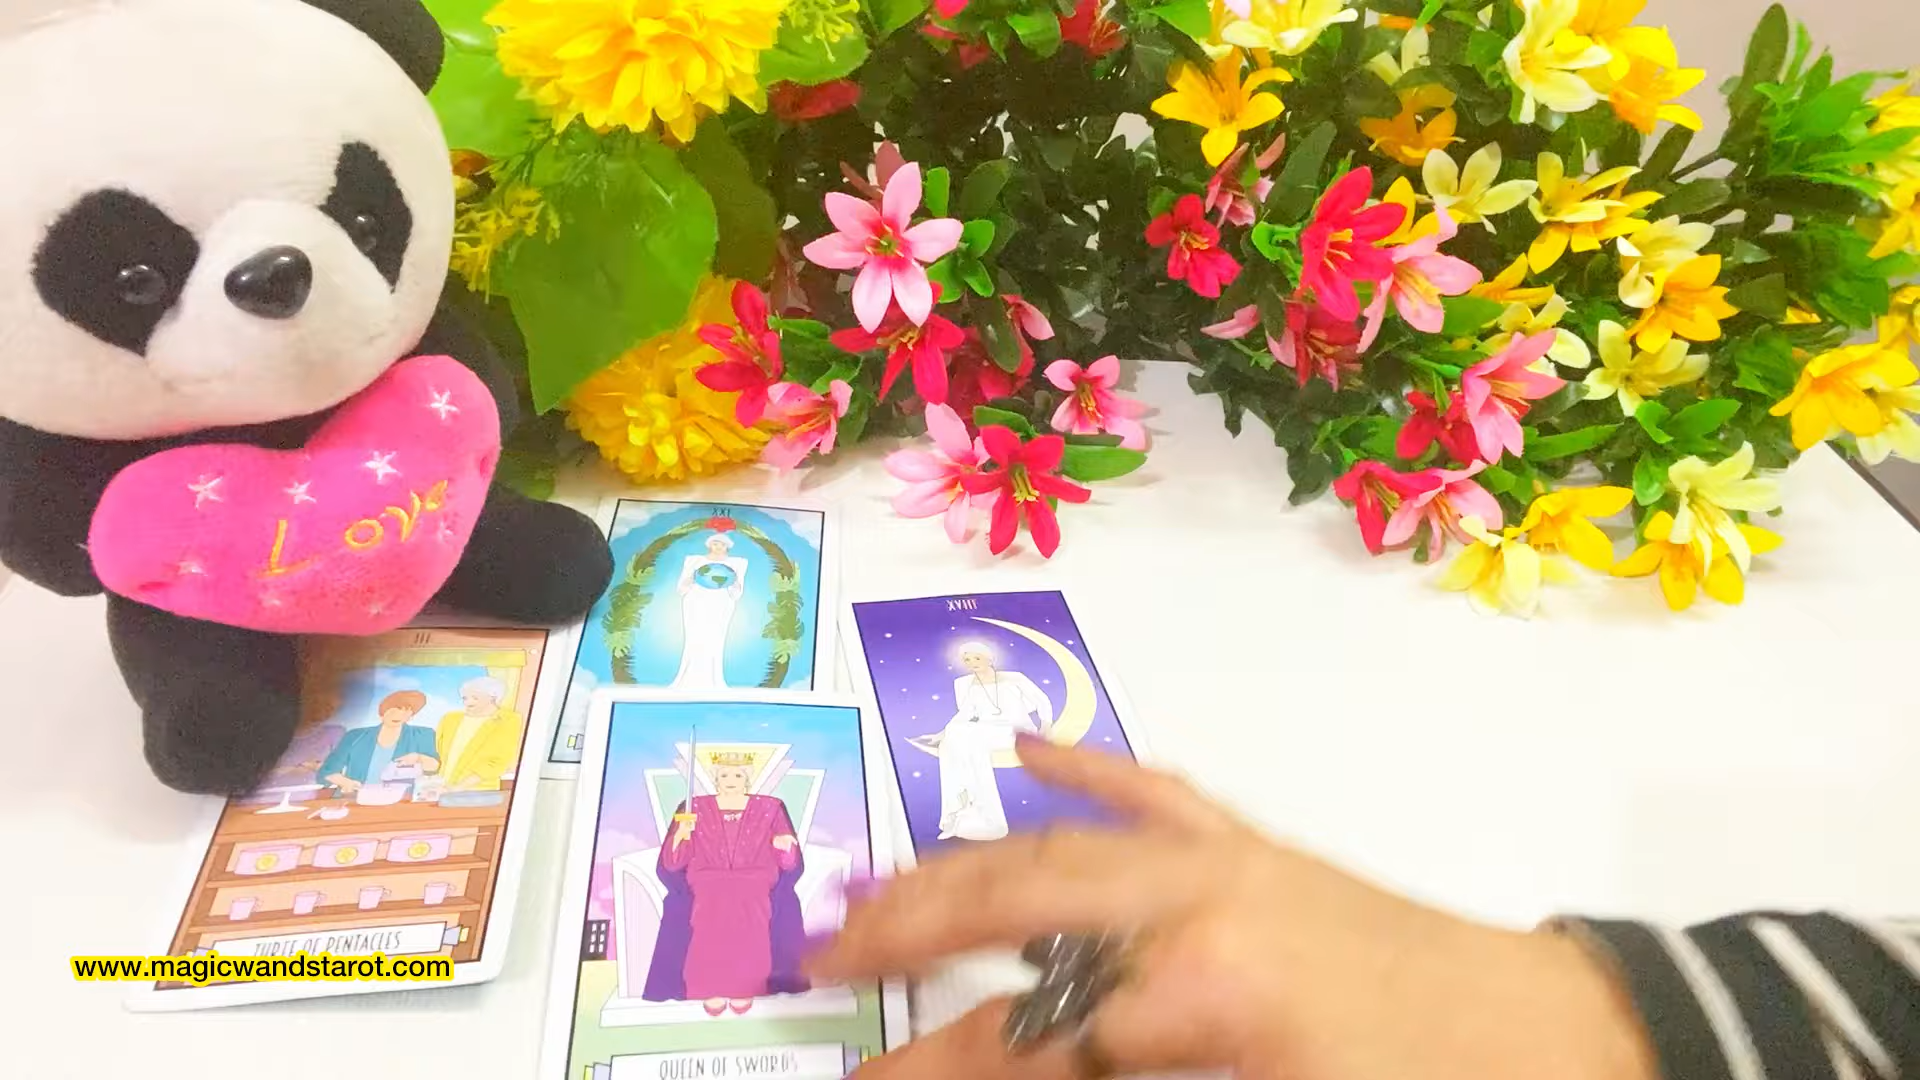 Love
XXI
XVIII
III
THREE OF PENTACLES
www.magicwandstarot.com
QUEEN OF SWORDS